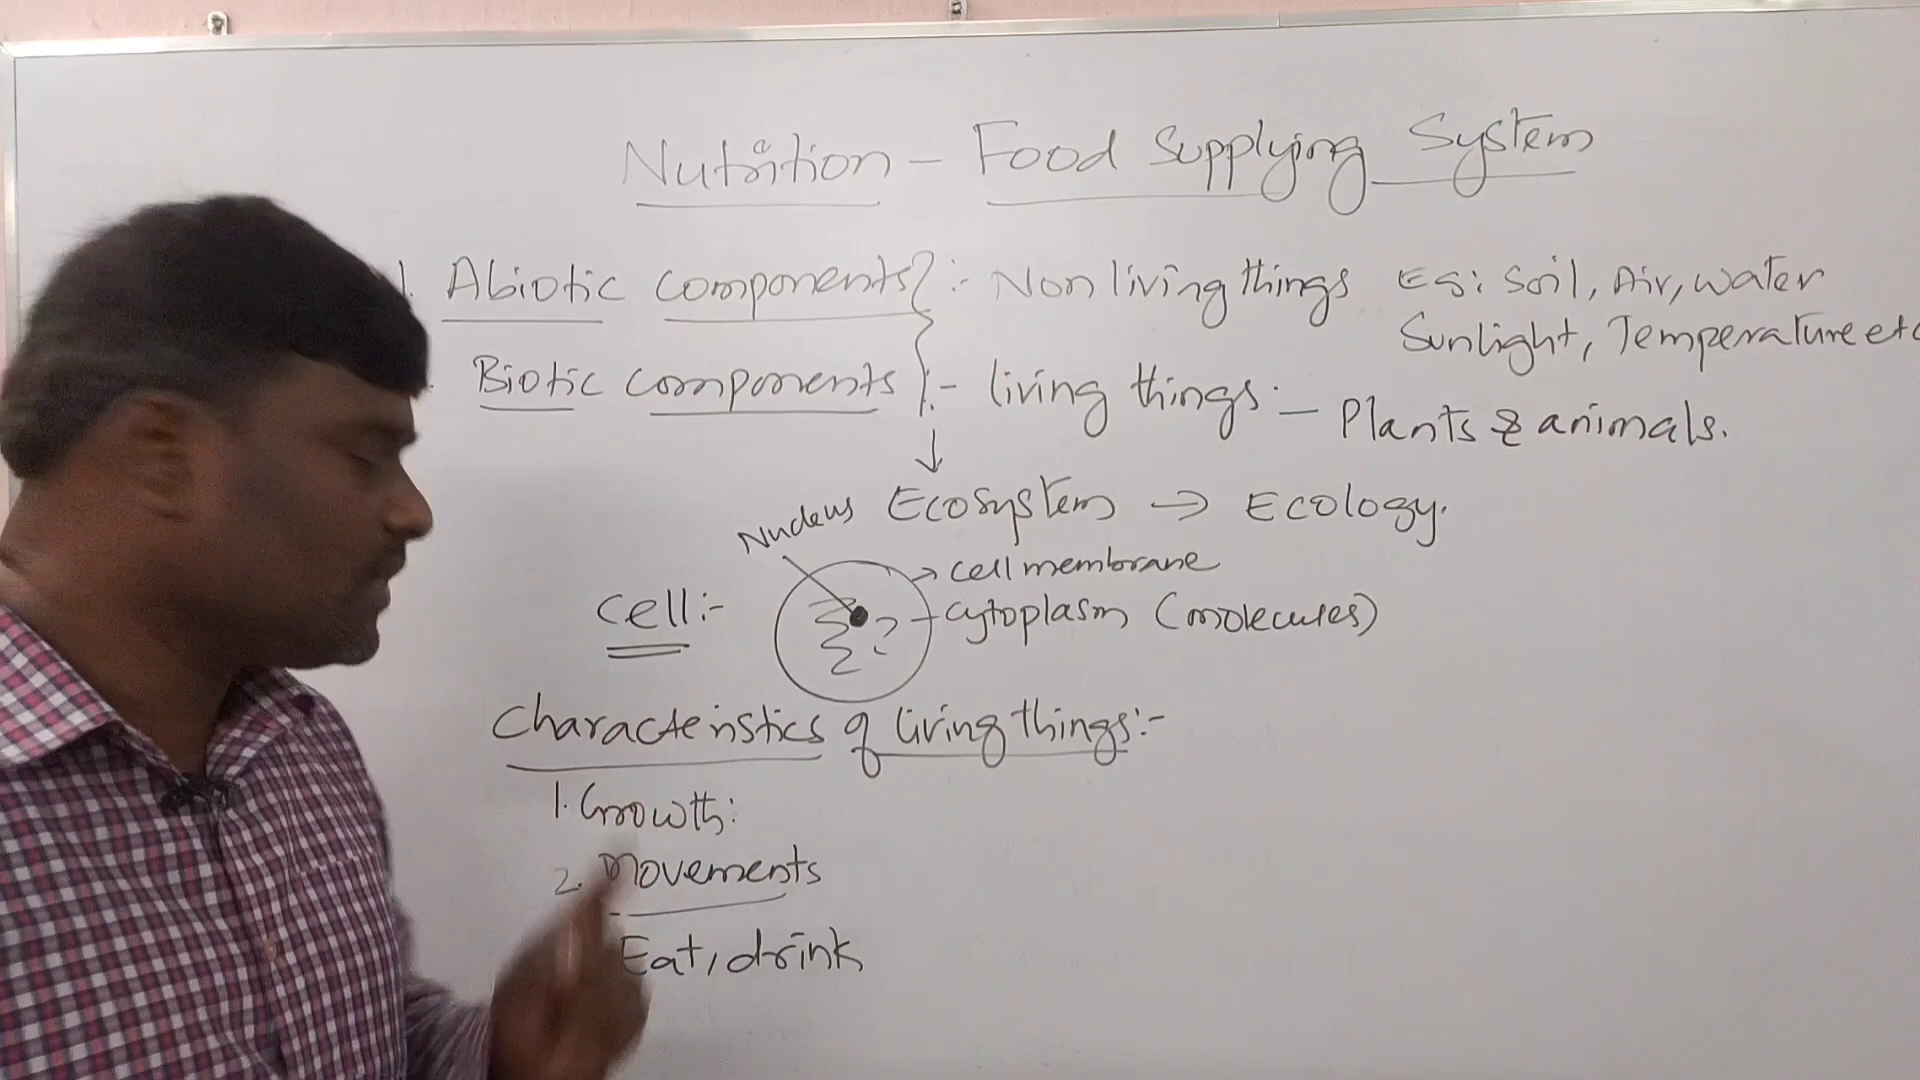 Nutrition - Food Supplying System
1. Abiotic components :- Non living things Eg: Soil, Air, water
Sunlight, Temperature etc
. Biotic components :- living things - Plants & animals.
↓
Ecosystem → Ecology.
Nucleus
→ cell membrane
cell :-
cytoplasm (molecules)
Characteristics of living things :-
1. Growth :
2. Movements
Eat, drink